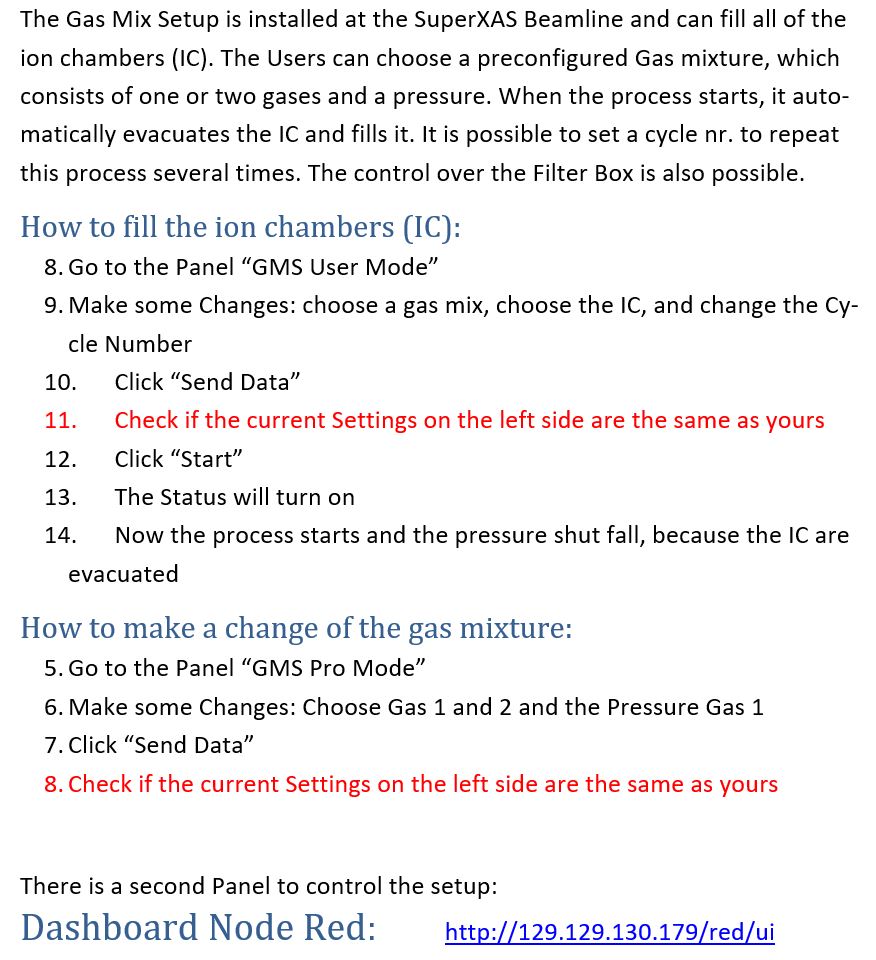 The Gas Mix Setup is installed at the SuperXAS Beamline and can fill all of the
ion chambers (IC). The Users can choose a preconfigured Gas mixture, which
consists of one or two gases and a pressure. When the process starts, it auto-
matically evacuates the IC and fills it. It is possible to set a cycle nr. to repeat
this process several times. The control over the Filter Box is also possible.
How to fill the ion chambers (IC):
8. Go to the Panel “GMS User Mode”
9. Make some Changes: choose a gas mix, choose the IC, and change the Cy-
cle Number
10. Click “Send Data”
11. Check if the current Settings on the left side are the same as yours
12. Click “Start”
13. The Status will turn on
14. Now the process starts and the pressure shut fall, because the IC are
evacuated
How to make a change of the gas mixture:
5. Go to the Panel “GMS Pro Mode”
6. Make some Changes: Choose Gas 1 and 2 and the Pressure Gas 1
7. Click “Send Data”
8. Check if the current Settings on the left side are the same as yours
There is a second Panel to control the setup:
Dashboard Node Red: http://129.129.130.179/red/ui